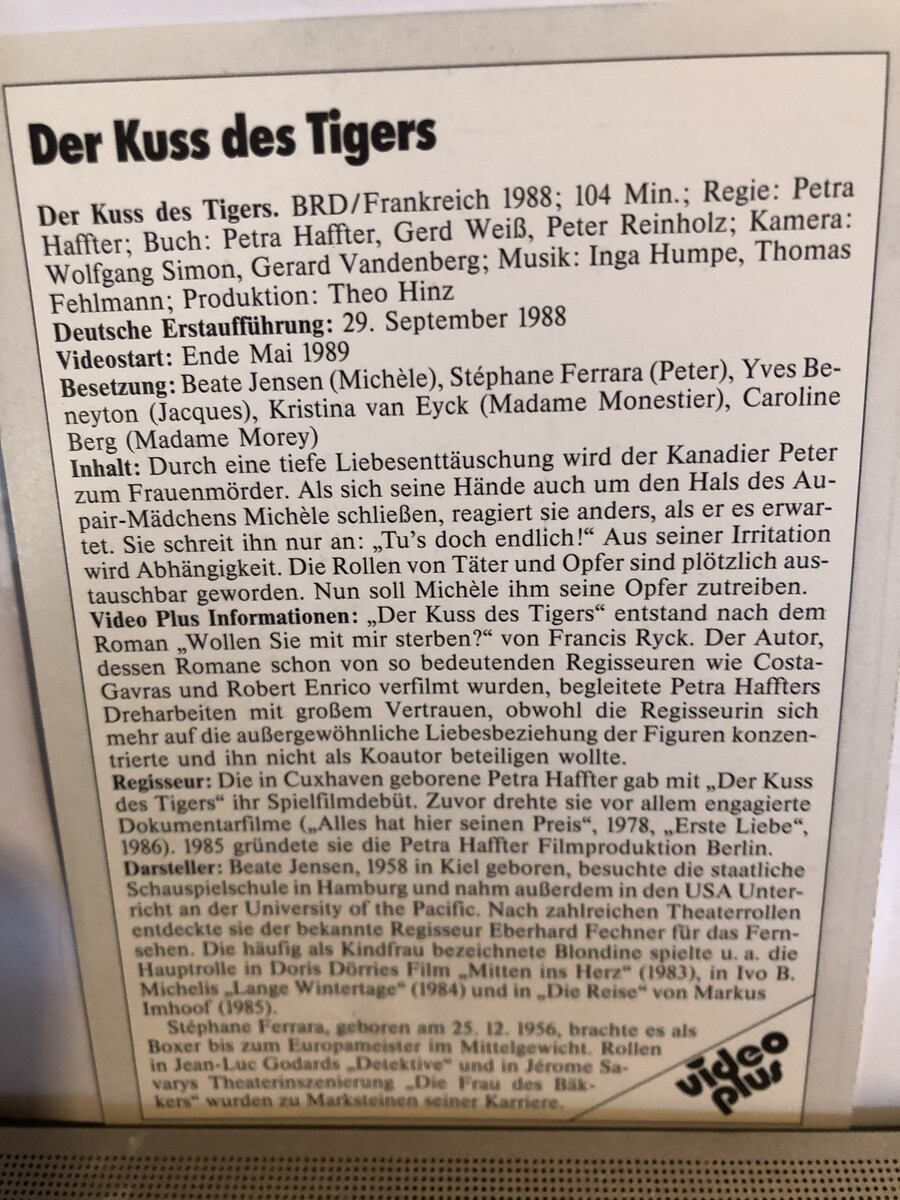 Der Kuss des Tigers
Der Kuss des Tigers. BRD/Frankreich 1988; 104 Min.; Regie: Petra
Haffter; Buch: Petra Haffter, Gerd Weiß, Peter Reinholz; Kamera:
Wolfgang Simon, Gerard Vandenberg; Musik: Inga Humpe, Thomas
Fehlmann; Produktion: Theo Hinz
Deutsche Erstaufführung: 29. September 1988
Videostart: Ende Mai 1989
Besetzung: Beate Jensen (Michèle), Stéphane Ferrara (Peter), Yves Be-
neyton (Jacques), Kristina van Eyck (Madame Monestier), Caroline
Berg (Madame Morey)
Inhalt: Durch eine tiefe Liebesenttäuschung wird der Kanadier Peter
zum Frauenmörder. Als sich seine Hände auch um den Hals des Au-
pair-Mädchens Michèle schließen, reagiert sie anders, als er es erwar-
tet. Sie schreit ihn nur an: „Tu's doch endlich!“ Aus seiner Irritation
wird Abhängigkeit. Die Rollen von Täter und Opfer sind plötzlich aus-
tauschbar geworden. Nun soll Michèle ihm seine Opfer zutreiben.
Video Plus Informationen: „Der Kuss des Tigers“ entstand nach dem
Roman „Wollen Sie mit mir sterben?“ von Francis Ryck. Der Autor,
dessen Romane schon von so bedeutenden Regisseuren wie Costa-
Gavras und Robert Enrico verfilmt wurden, begleitete Petra Haffters
Dreharbeiten mit großem Vertrauen, obwohl die Regisseurin sich
mehr auf die außergewöhnliche Liebesbeziehung der Figuren konzen-
trierte und ihn nicht als Koautor beteiligen wollte.
Regisseur: Die in Cuxhaven geborene Petra Haffter gab mit „Der Kuss
des Tigers“ ihr Spielfilmdebüt. Zuvor drehte sie vor allem engagierte
Dokumentarfilme („Alles hat hier seinen Preis“, 1978, „Erste Liebe“,
1986). 1985 gründete sie die Petra Haffter Filmproduktion Berlin.
Darsteller: Beate Jensen, 1958 in Kiel geboren, besuchte die staatliche
Schauspielschule in Hamburg und nahm außerdem in den USA Unter-
richt an der University of the Pacific. Nach zahlreichen Theaterrollen
entdeckte sie der bekannte Regisseur Eberhard Fechner für das Fern-
sehen. Die häufig als Kindfrau bezeichnete Blondine spielte u. a. die
Hauptrolle in Doris Dörries Film „Mitten ins Herz“ (1983), in Ivo B.
Michelis „Lange Wintertage“ (1984) und in „Die Reise“ von Markus
Imhoof (1985).
Stéphane Ferrara, geboren am 25. 12. 1956, brachte es als
Boxer bis zum Europameister im Mittelgewicht. Rollen
in Jean-Luc Godards „Detektive“ und in Jérome Sa-
varys Theaterinszenierung „Die Frau des Bäk-
kers“ wurden zu Marksteinen seiner Karriere.
video
plus